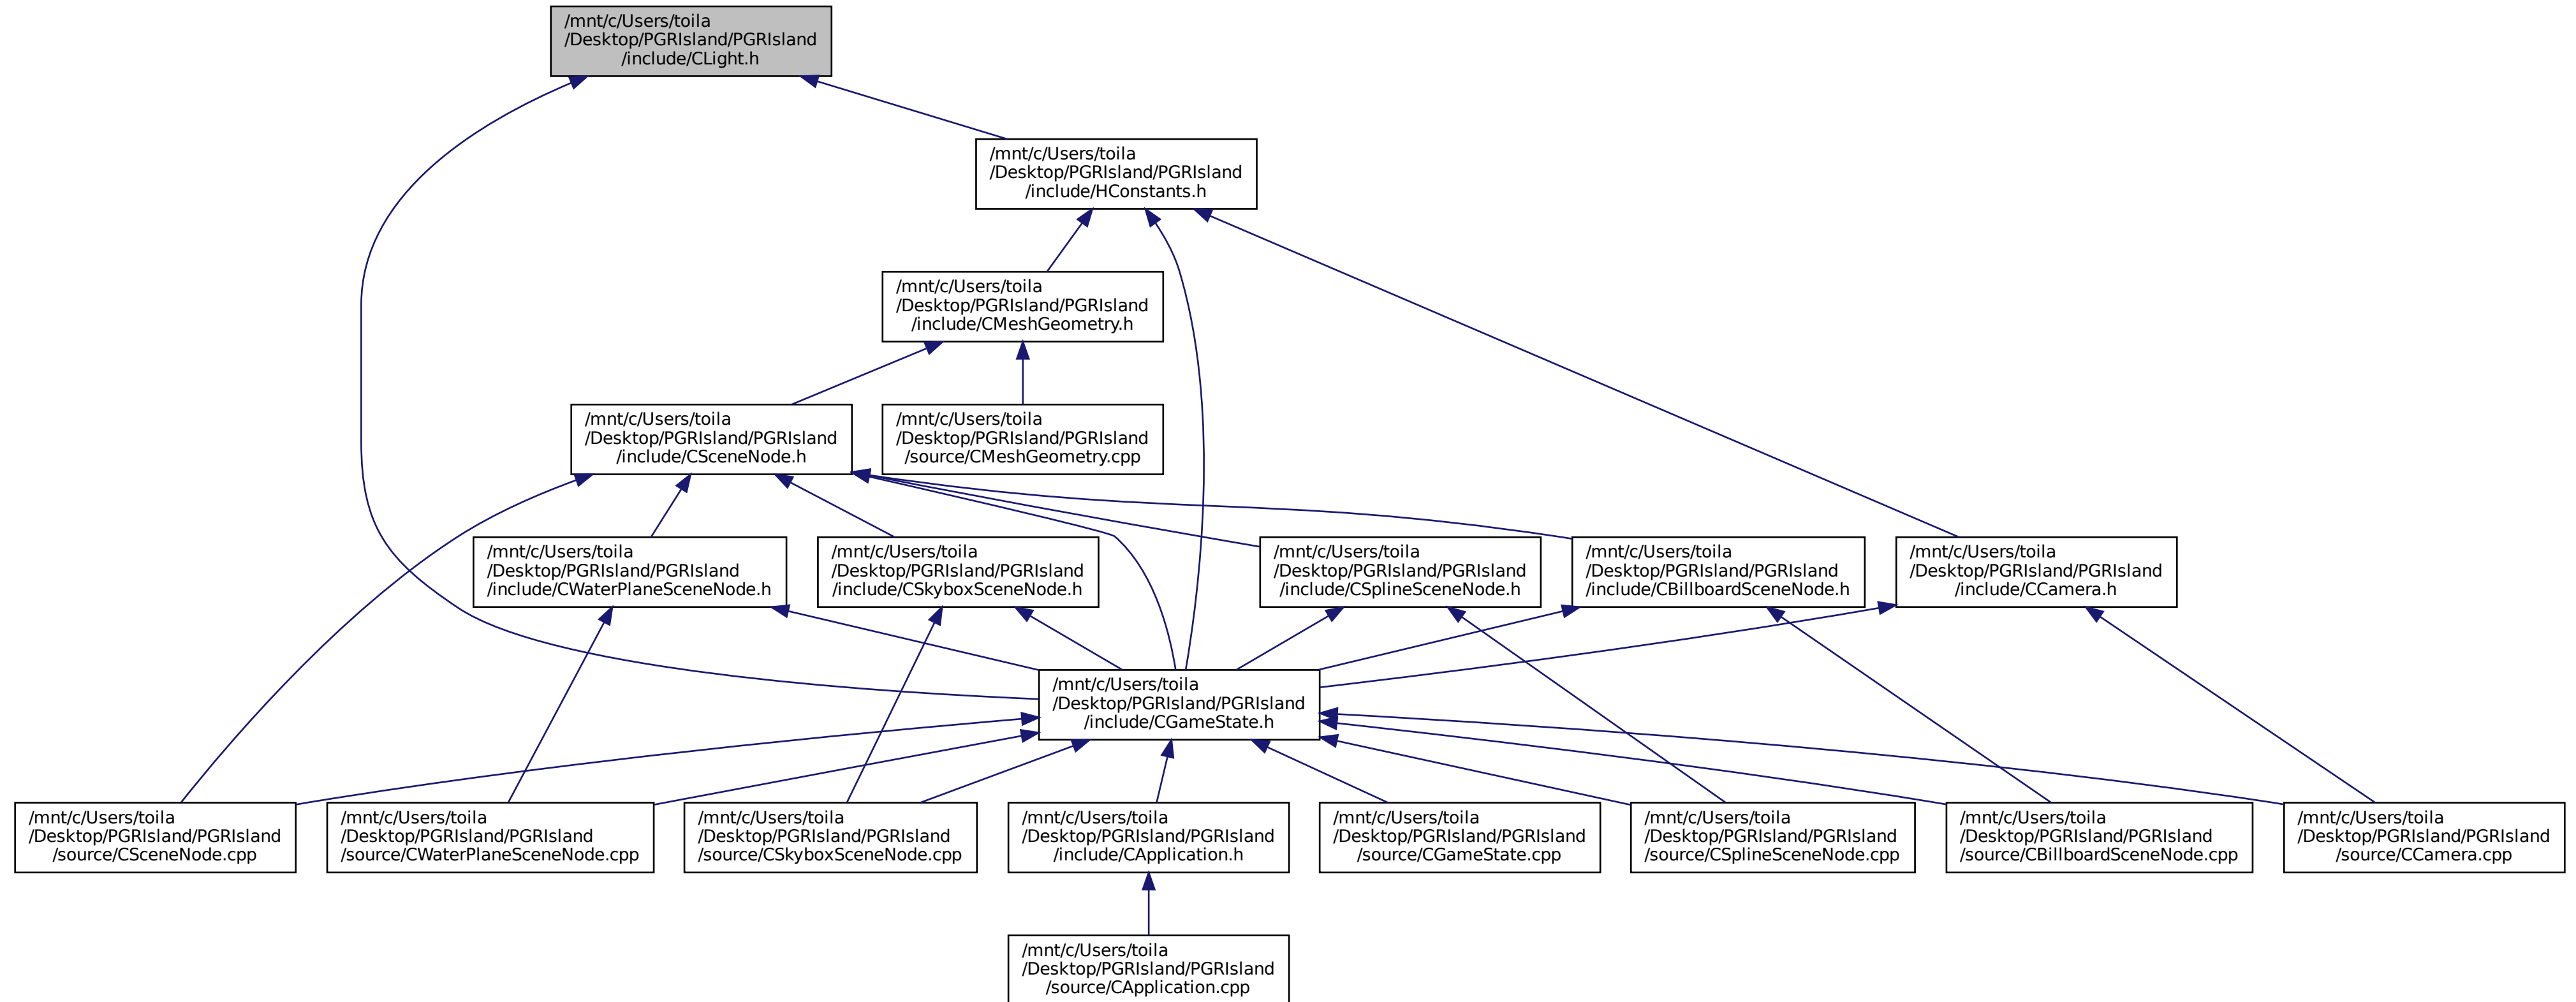 /mnt/c/Users/toila
/Desktop/PGRIsland/PGRIsland
/include/CLight.h
/mnt/c/Users/toila
/Desktop/PGRIsland/PGRIsland
/include/HConstants.h
/mnt/c/Users/toila
/Desktop/PGRIsland/PGRIsland
/include/CMeshGeometry.h
/mnt/c/Users/toila
/Desktop/PGRIsland/PGRIsland
/include/CSceneNode.h
/mnt/c/Users/toila
/Desktop/PGRIsland/PGRIsland
/source/CMeshGeometry.cpp
/mnt/c/Users/toila
/Desktop/PGRIsland/PGRIsland
/include/CWaterPlaneSceneNode.h
/mnt/c/Users/toila
/Desktop/PGRIsland/PGRIsland
/include/CSkyboxSceneNode.h
/mnt/c/Users/toila
/Desktop/PGRIsland/PGRIsland
/include/CSplineSceneNode.h
/mnt/c/Users/toila
/Desktop/PGRIsland/PGRIsland
/include/CBillboardSceneNode.h
/mnt/c/Users/toila
/Desktop/PGRIsland/PGRIsland
/include/CCamera.h
/mnt/c/Users/toila
/Desktop/PGRIsland/PGRIsland
/include/CGameState.h
/mnt/c/Users/toila
/Desktop/PGRIsland/PGRIsland
/source/CSceneNode.cpp
/mnt/c/Users/toila
/Desktop/PGRIsland/PGRIsland
/source/CWaterPlaneSceneNode.cpp
/mnt/c/Users/toila
/Desktop/PGRIsland/PGRIsland
/source/CSkyboxSceneNode.cpp
/mnt/c/Users/toila
/Desktop/PGRIsland/PGRIsland
/include/CApplication.h
/mnt/c/Users/toila
/Desktop/PGRIsland/PGRIsland
/source/CGameState.cpp
/mnt/c/Users/toila
/Desktop/PGRIsland/PGRIsland
/source/CSplineSceneNode.cpp
/mnt/c/Users/toila
/Desktop/PGRIsland/PGRIsland
/source/CBillboardSceneNode.cpp
/mnt/c/Users/toila
/Desktop/PGRIsland/PGRIsland
/source/CCamera.cpp
/mnt/c/Users/toila
/Desktop/PGRIsland/PGRIsland
/source/CApplication.cpp